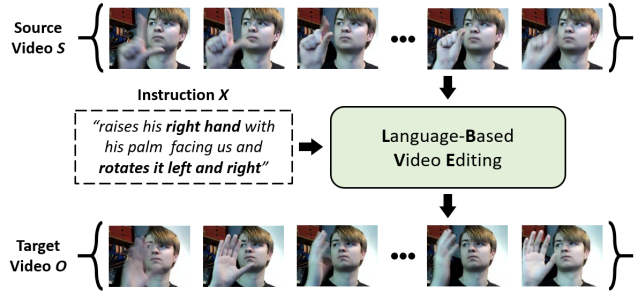 Source
Video S
Instruction X
“raises his right hand with
his palm facing us and
rotates it left and right”
Language-Based
Video Editing
Target
Video O